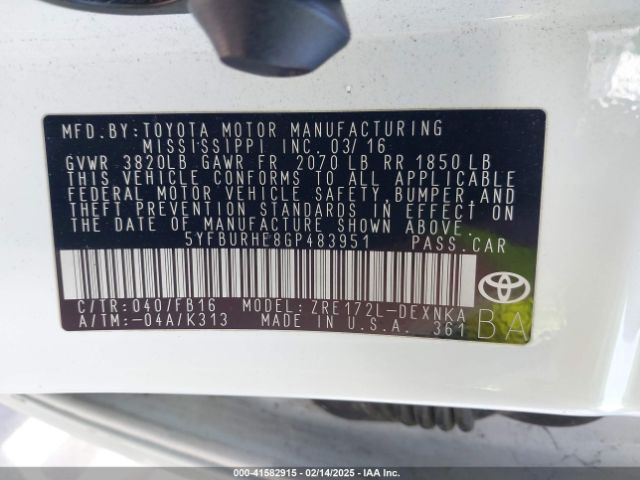 MFD.BY:TOYOTA MOTOR MANUFACTURING
MISSISSIPPI INC. 03/16
GVWR 3820LB GAWR FR 2070 LB RR 1850 LB
THIS VEHICLE CONFORMS TO ALL APPLICABLE
FEDERAL MOTOR VEHICLE SAFETY,BUMPER,AND
THEFT PREVENTION STANDARDS IN EFFECT ON
THE DATE OF MANUFACTURE SHOWN ABOVE.
5YFBURHE8GP483951 PASS.CAR
C/TR:040/FB16 MODEL:ZRE172L-DEXNKA
A/TM:-04A/K313 MADE IN U.S.A. 361
BA
000-41582915 - 02/14/2025 - IAA, Inc.